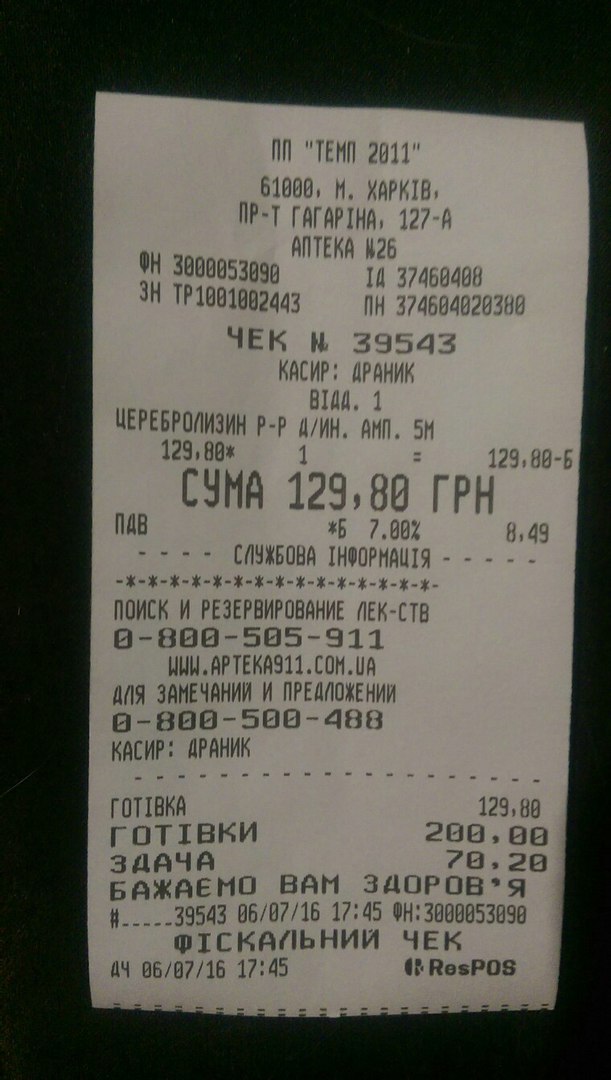 ПП "ТЕМП 2011"
61000, М. ХАРКІВ,
ПР-Т ГАГАРІНА, 127-А
АПТЕКА №26
ФН 3000053090 ІД 37460408
ЗН ТР1001002443 ПН 374604020380
ЧЕК № 39543
КАСИР: ДРАНИК
ВІДД. 1
ЦЕРЕБРОЛИЗИН Р-Р Д/ИН. АМП. 5М
129,80* 1 = 129,80-Б
СУМА 129,80 ГРН
ПДВ *Б 7.00% 8,49
- - - - СЛУЖБОВА ІНФОРМАЦІЯ - - - - -
-*-*-*-*-*-*-*-*-*-*-*-*-*-*-*-*-*-
ПОИСК И РЕЗЕРВИРОВАНИЕ ЛЕК-СТВ
0-800-505-911
WWW.APTEKA911.COM.UA
ДЛЯ ЗАМЕЧАНИЙ И ПРЕДЛОЖЕНИЙ
0-800-500-488
КАСИР: ДРАНИК
- - - - - - - - - - - - - - - - - - - - -
ГОТІВКА 129,80
ГОТІВКИ 200,00
ЗДАЧА 70,20
БАЖАЄМО ВАМ ЗДОРОВ'Я
#.....39543 06/07/16 17:45 ФН:3000053090
ФІСКАЛЬНИЙ ЧЕК
ДЧ 06/07/16 17:45 ResPOS